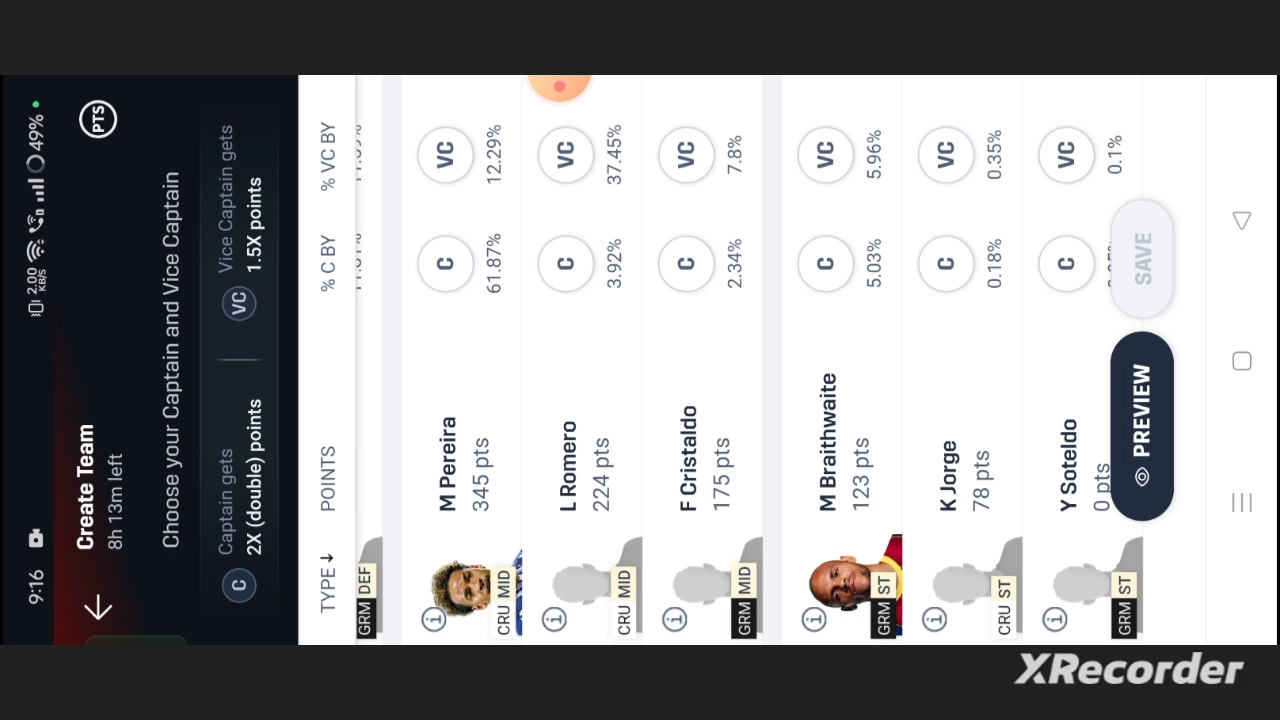 9:16
2.00 KB/S
49%
Create Team
8h 13m left
PTS
Choose your Captain and Vice Captain
C
Captain gets
2X (double) points
VC
Vice Captain gets
1.5X points
TYPE ↓ POINTS % C BY % VC BY
GRM DEF
M Pereira
345 pts
CRU MID
C VC
61.87% 12.29%
L Romero
224 pts
CRU MID
C VC
3.92% 37.45%
F Cristaldo
175 pts
GRM MID
C VC
2.34% 7.8%
M Braithwaite
123 pts
GRM ST
C VC
5.03% 5.96%
K Jorge
78 pts
CRU ST
C VC
0.18% 0.35%
Y Soteldo
0 pts
GRM ST
C VC
0.1%
PREVIEW SAVE
XRecorder